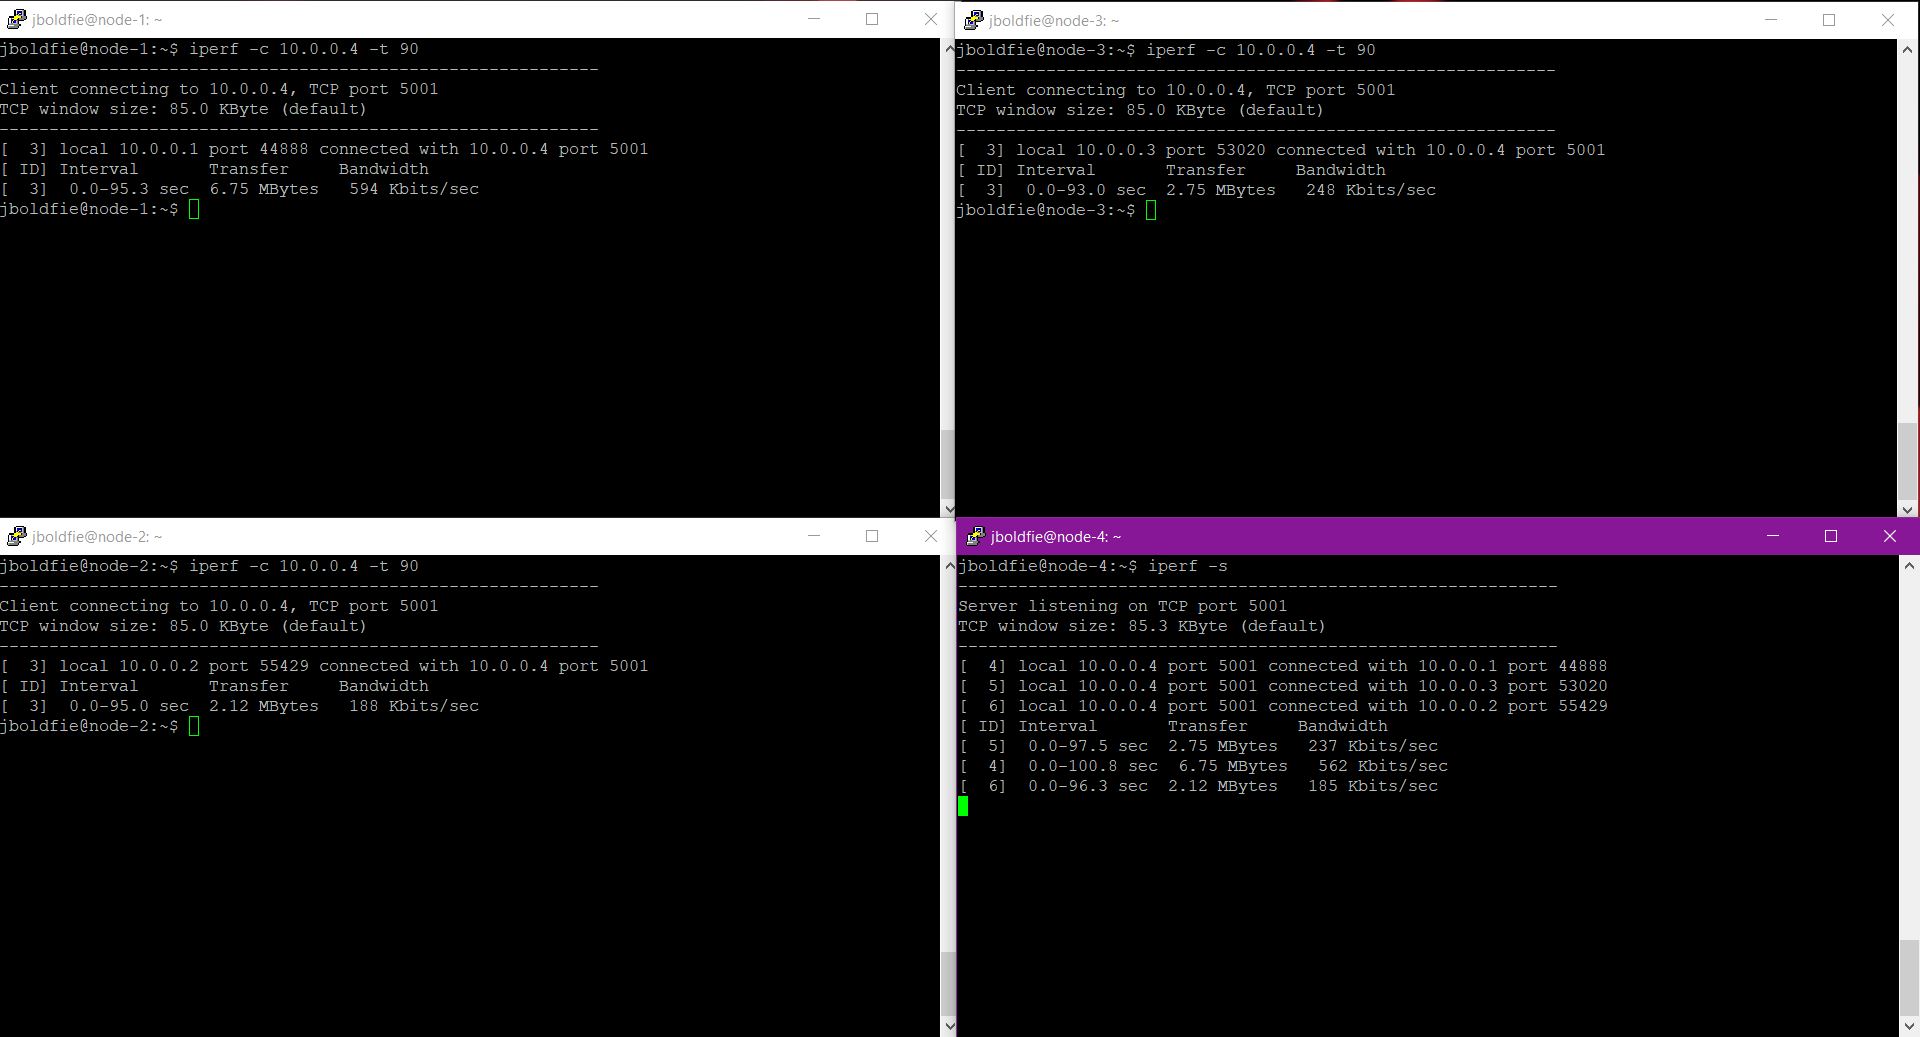 jboldfie@node-1: ~
jboldfie@node-1:~$ iperf -c 10.0.0.4 -t 90
------------------------------------------------------------
Client connecting to 10.0.0.4, TCP port 5001
TCP window size: 85.0 KByte (default)
------------------------------------------------------------
[  3] local 10.0.0.1 port 44888 connected with 10.0.0.4 port 5001
[ ID] Interval       Transfer     Bandwidth
[  3]  0.0-95.3 sec  6.75 MBytes   594 Kbits/sec
jboldfie@node-1:~$
jboldfie@node-3: ~
jboldfie@node-3:~$ iperf -c 10.0.0.4 -t 90
------------------------------------------------------------
Client connecting to 10.0.0.4, TCP port 5001
TCP window size: 85.0 KByte (default)
------------------------------------------------------------
[  3] local 10.0.0.3 port 53020 connected with 10.0.0.4 port 5001
[ ID] Interval       Transfer     Bandwidth
[  3]  0.0-93.0 sec  2.75 MBytes   248 Kbits/sec
jboldfie@node-3:~$
jboldfie@node-2: ~
jboldfie@node-2:~$ iperf -c 10.0.0.4 -t 90
------------------------------------------------------------
Client connecting to 10.0.0.4, TCP port 5001
TCP window size: 85.0 KByte (default)
------------------------------------------------------------
[  3] local 10.0.0.2 port 55429 connected with 10.0.0.4 port 5001
[ ID] Interval       Transfer     Bandwidth
[  3]  0.0-95.0 sec  2.12 MBytes   188 Kbits/sec
jboldfie@node-2:~$
jboldfie@node-4: ~
jboldfie@node-4:~$ iperf -s
------------------------------------------------------------
Server listening on TCP port 5001
TCP window size: 85.3 KByte (default)
------------------------------------------------------------
[  4] local 10.0.0.4 port 5001 connected with 10.0.0.1 port 44888
[  5] local 10.0.0.4 port 5001 connected with 10.0.0.3 port 53020
[  6] local 10.0.0.4 port 5001 connected with 10.0.0.2 port 55429
[ ID] Interval       Transfer     Bandwidth
[  5]  0.0-97.5 sec  2.75 MBytes   237 Kbits/sec
[  4]  0.0-100.8 sec  6.75 MBytes   562 Kbits/sec
[  6]  0.0-96.3 sec  2.12 MBytes   185 Kbits/sec